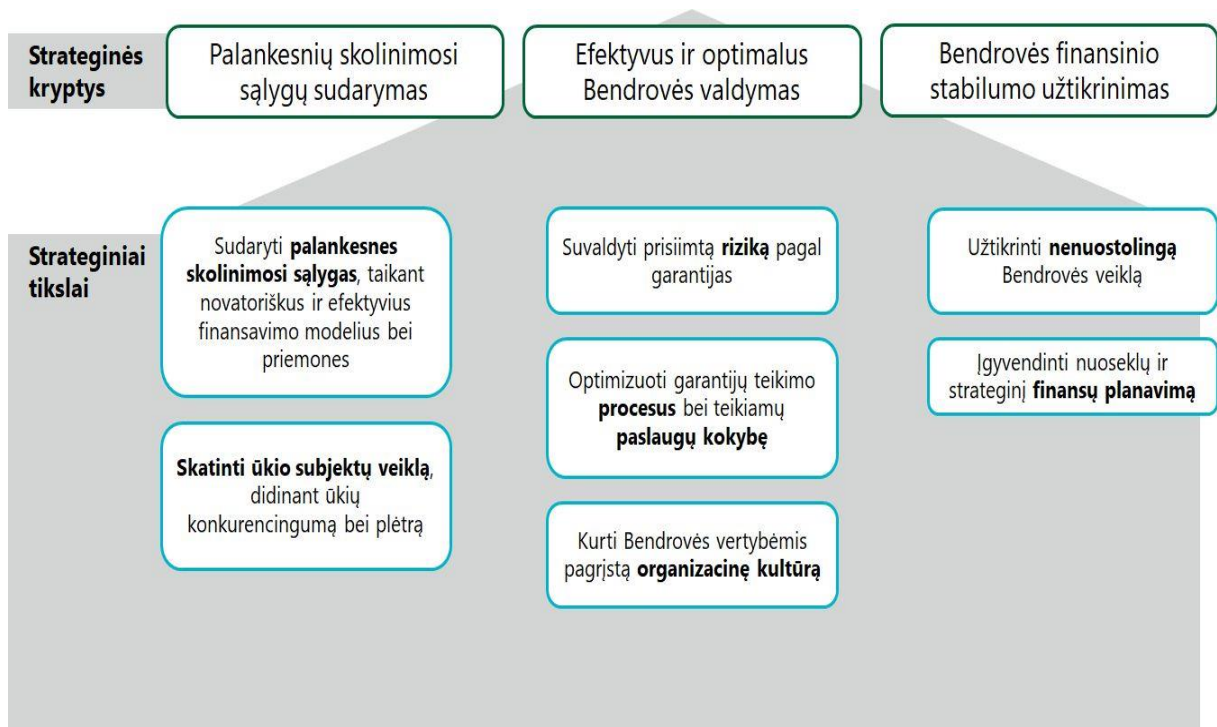 Strateginės
kryptys
Palankesnių skolinimosi
sąlygų sudarymas
Efektyvus ir optimalus
Bendrovės valdymas
Bendrovės finansinio
stabilumo užtikrinimas
Strateginiai
tikslai
Sudaryti palankesnes
skolinimosi sąlygas, taikant
novatoriškus ir efektyvius
finansavimo modelius bei
priemones
Skatinti ūkio subjektų veiklą,
didinant ūkių
konkurencingumą bei plėtrą
Suvaldyti prisiimtą riziką pagal
garantijas
Optimizuoti garantijų teikimo
procesus bei teikiamų
paslaugų kokybę
Kurti Bendrovės vertybėmis
pagrįstą organizacinę kultūrą
Užtikrinti nenuostolingą
Bendrovės veiklą
Įgyvendinti nuoseklų ir
strateginį finansų planavimą